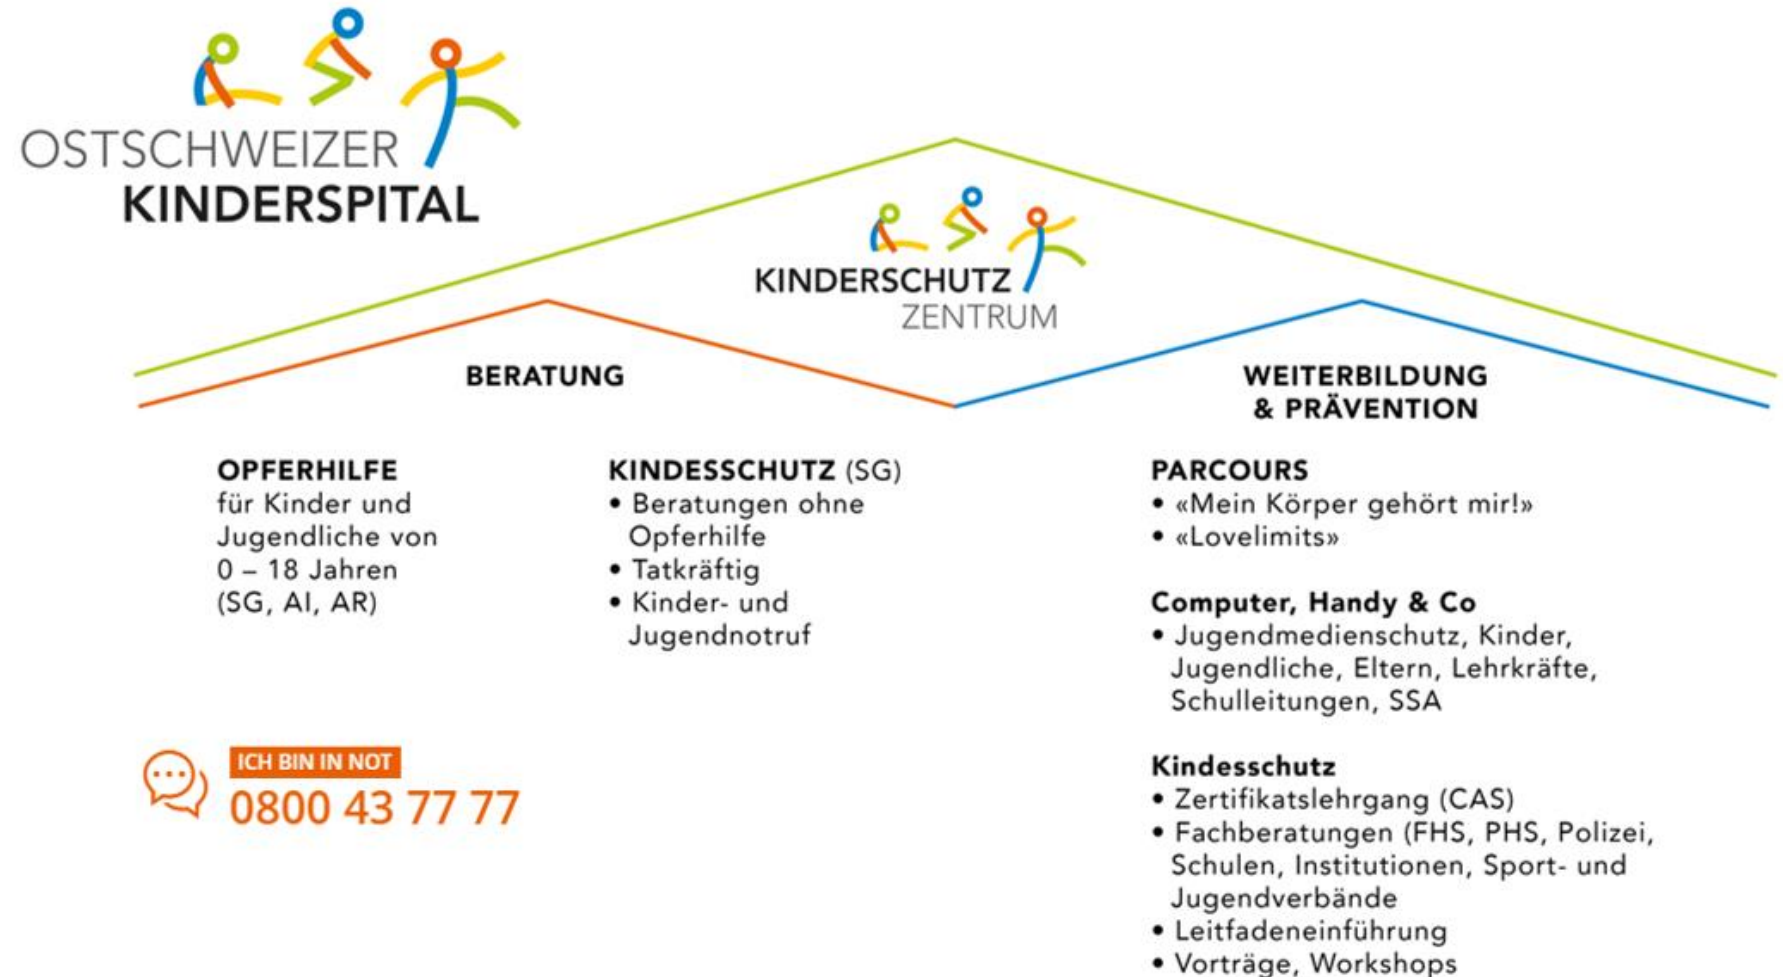 OSTSCHWEIZER
KINDERSPITAL
KINDERSCHUTZ
ZENTRUM
BERATUNG
OPFERHILFE
für Kinder und
Jugendliche von
0 – 18 Jahren
(SG, AI, AR)
KINDESSCHUTZ (SG)
• Beratungen ohne
Opferhilfe
• Tatkräftig
• Kinder- und
Jugendnotruf
ICH BIN IN NOT
0800 43 77 77
WEITERBILDUNG
& PRÄVENTION
PARCOURS
• «Mein Körper gehört mir!»
• «Lovelimits»
Computer, Handy & Co
• Jugendmedienschutz, Kinder,
Jugendliche, Eltern, Lehrkräfte,
Schulleitungen, SSA
Kindesschutz
• Zertifikatslehrgang (CAS)
• Fachberatungen (FHS, PHS, Polizei,
Schulen, Institutionen, Sport- und
Jugendverbände
• Leitfadeneinführung
• Vorträge, Workshops